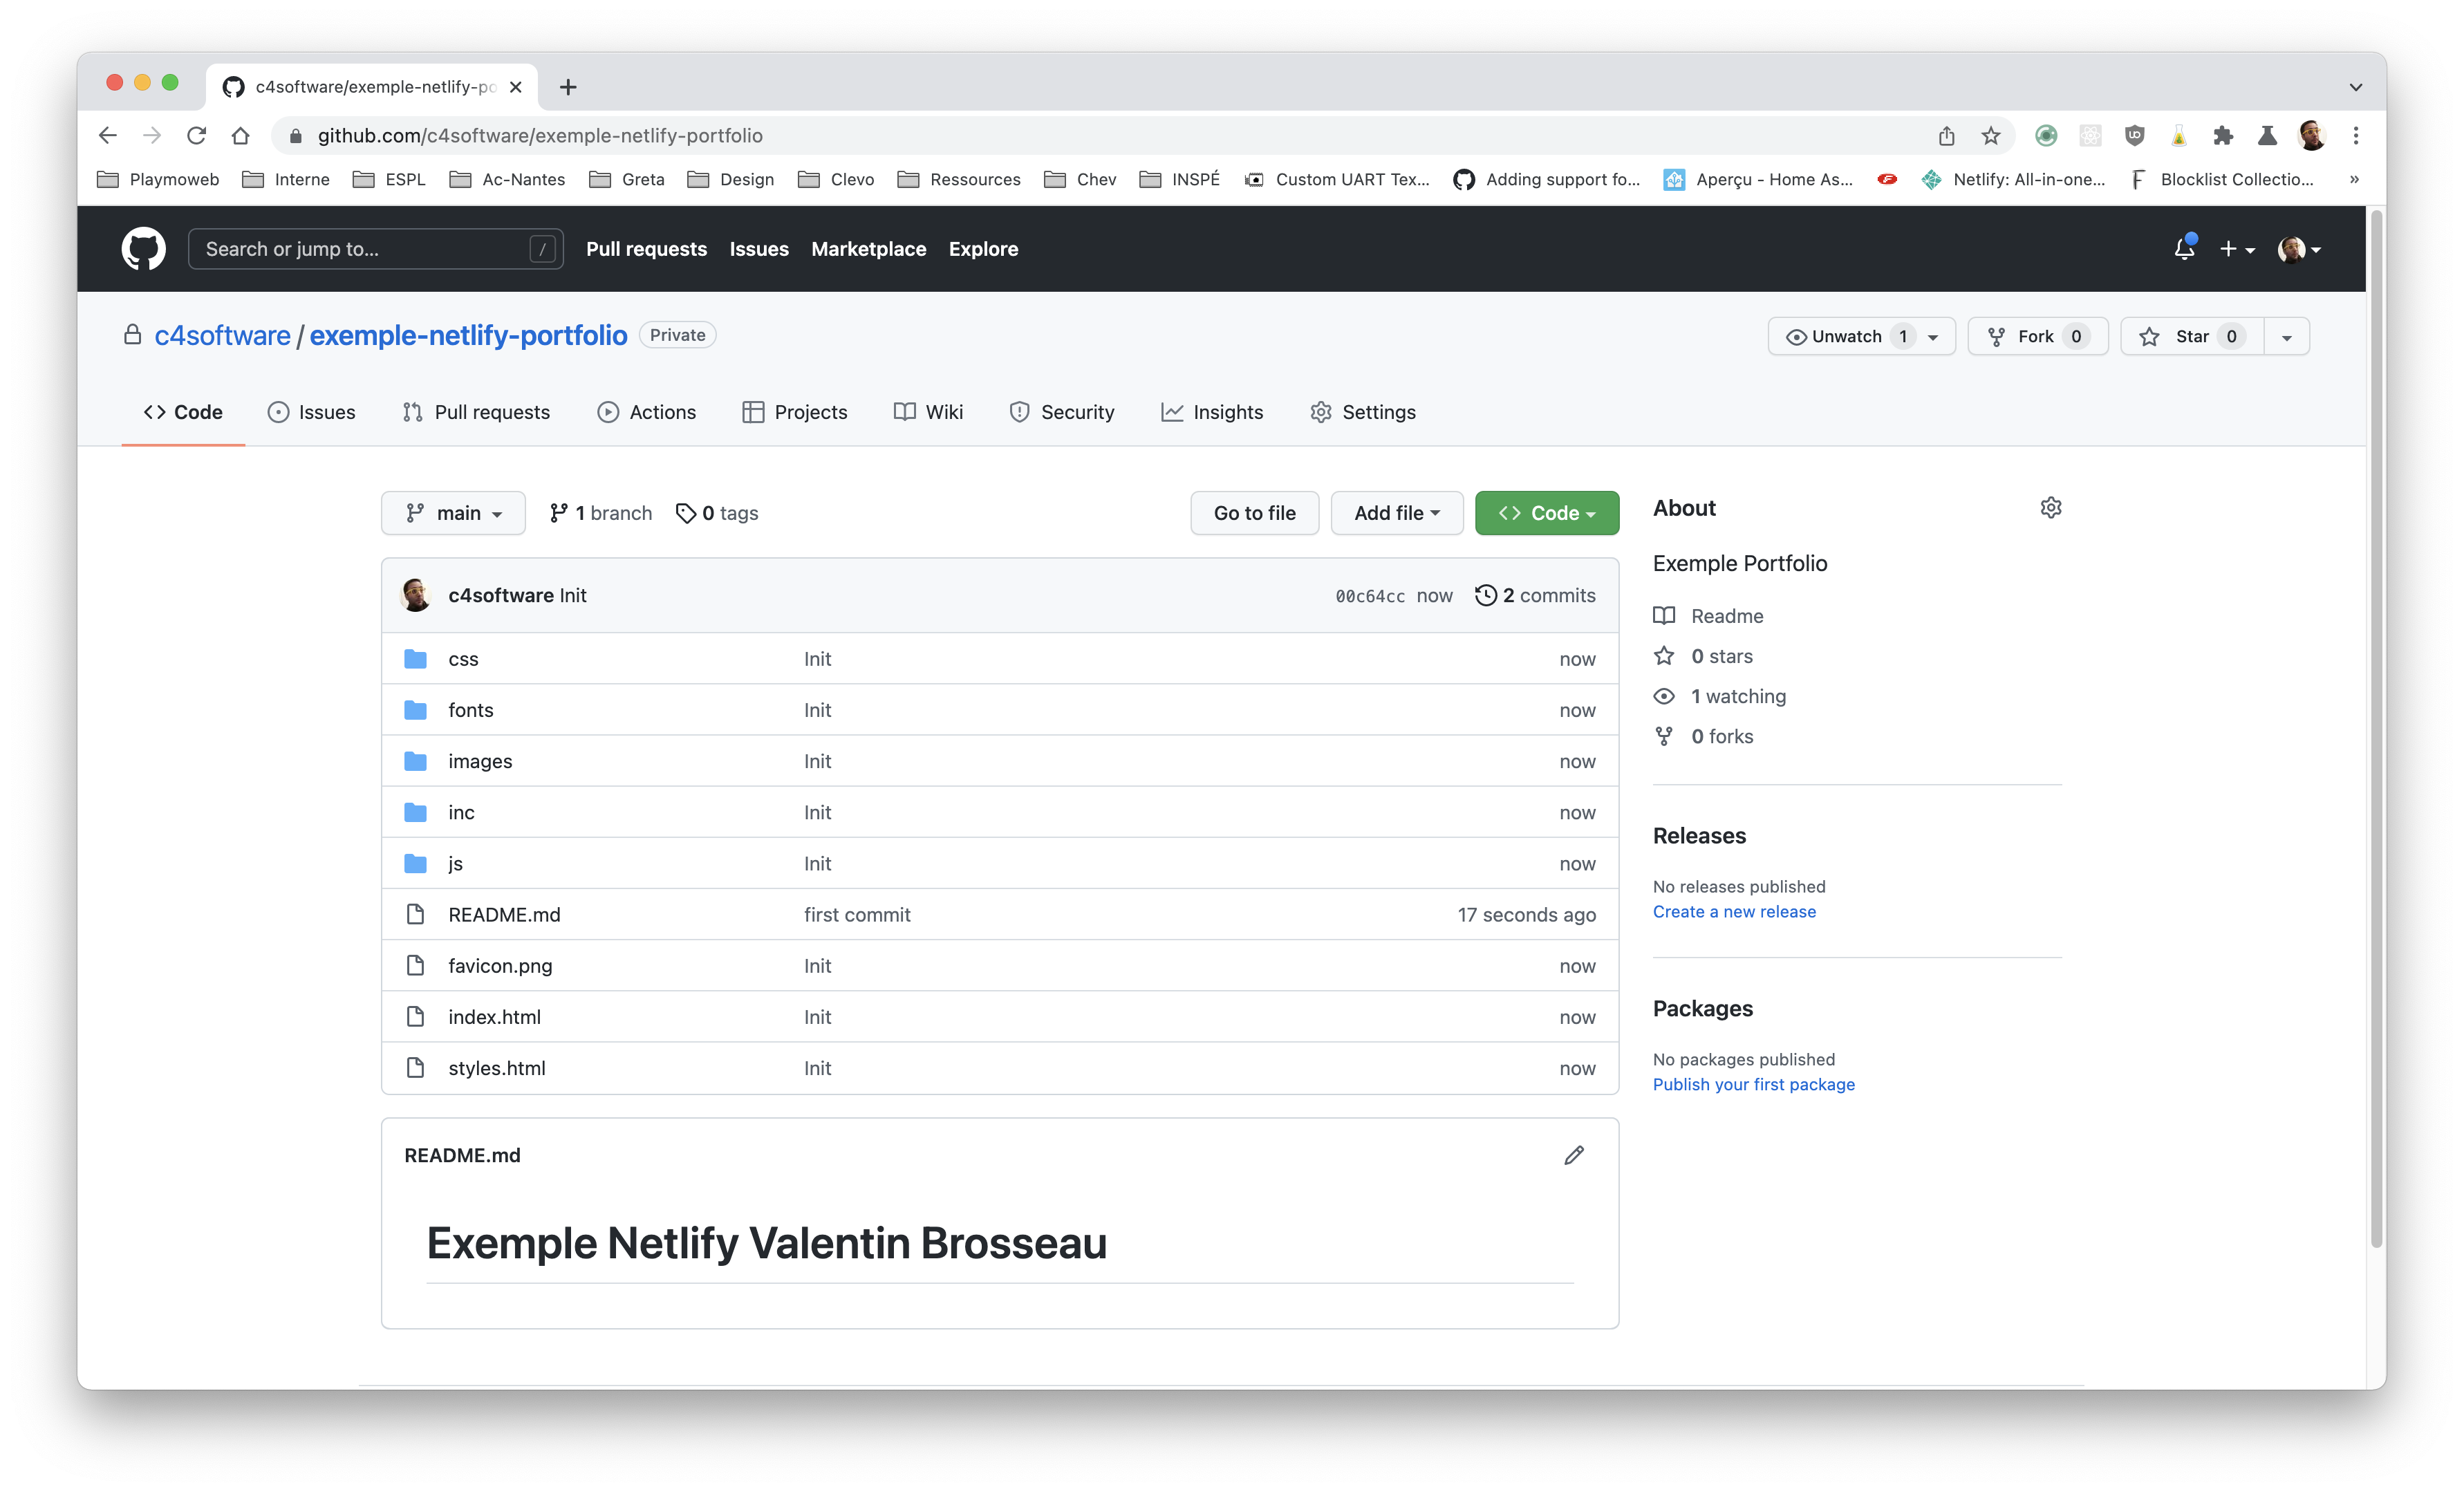 c4software/exemple-netlify-po
github.com/c4software/exemple-netlify-portfolio
Playmoweb Interne ESPL Ac-Nantes Greta Design Clevo Ressources Chev INSPÉ Custom UART Tex... Adding support fo... Aperçu - Home As... Netlify: All-in-one... Blocklist Collectio... »
Search or jump to... / Pull requests Issues Marketplace Explore
c4software / exemple-netlify-portfolio Private Unwatch 1 Fork 0 Star 0
Code Issues Pull requests Actions Projects Wiki Security Insights Settings
main 1 branch 0 tags Go to file Add file Code
c4software Init 00c64cc now 2 commits
css Init now
fonts Init now
images Init now
inc Init now
js Init now
README.md first commit 17 seconds ago
favicon.png Init now
index.html Init now
styles.html Init now
README.md
Exemple Netlify Valentin Brosseau
About
Exemple Portfolio
Readme
0 stars
1 watching
0 forks
Releases
No releases published
Create a new release
Packages
No packages published
Publish your first package